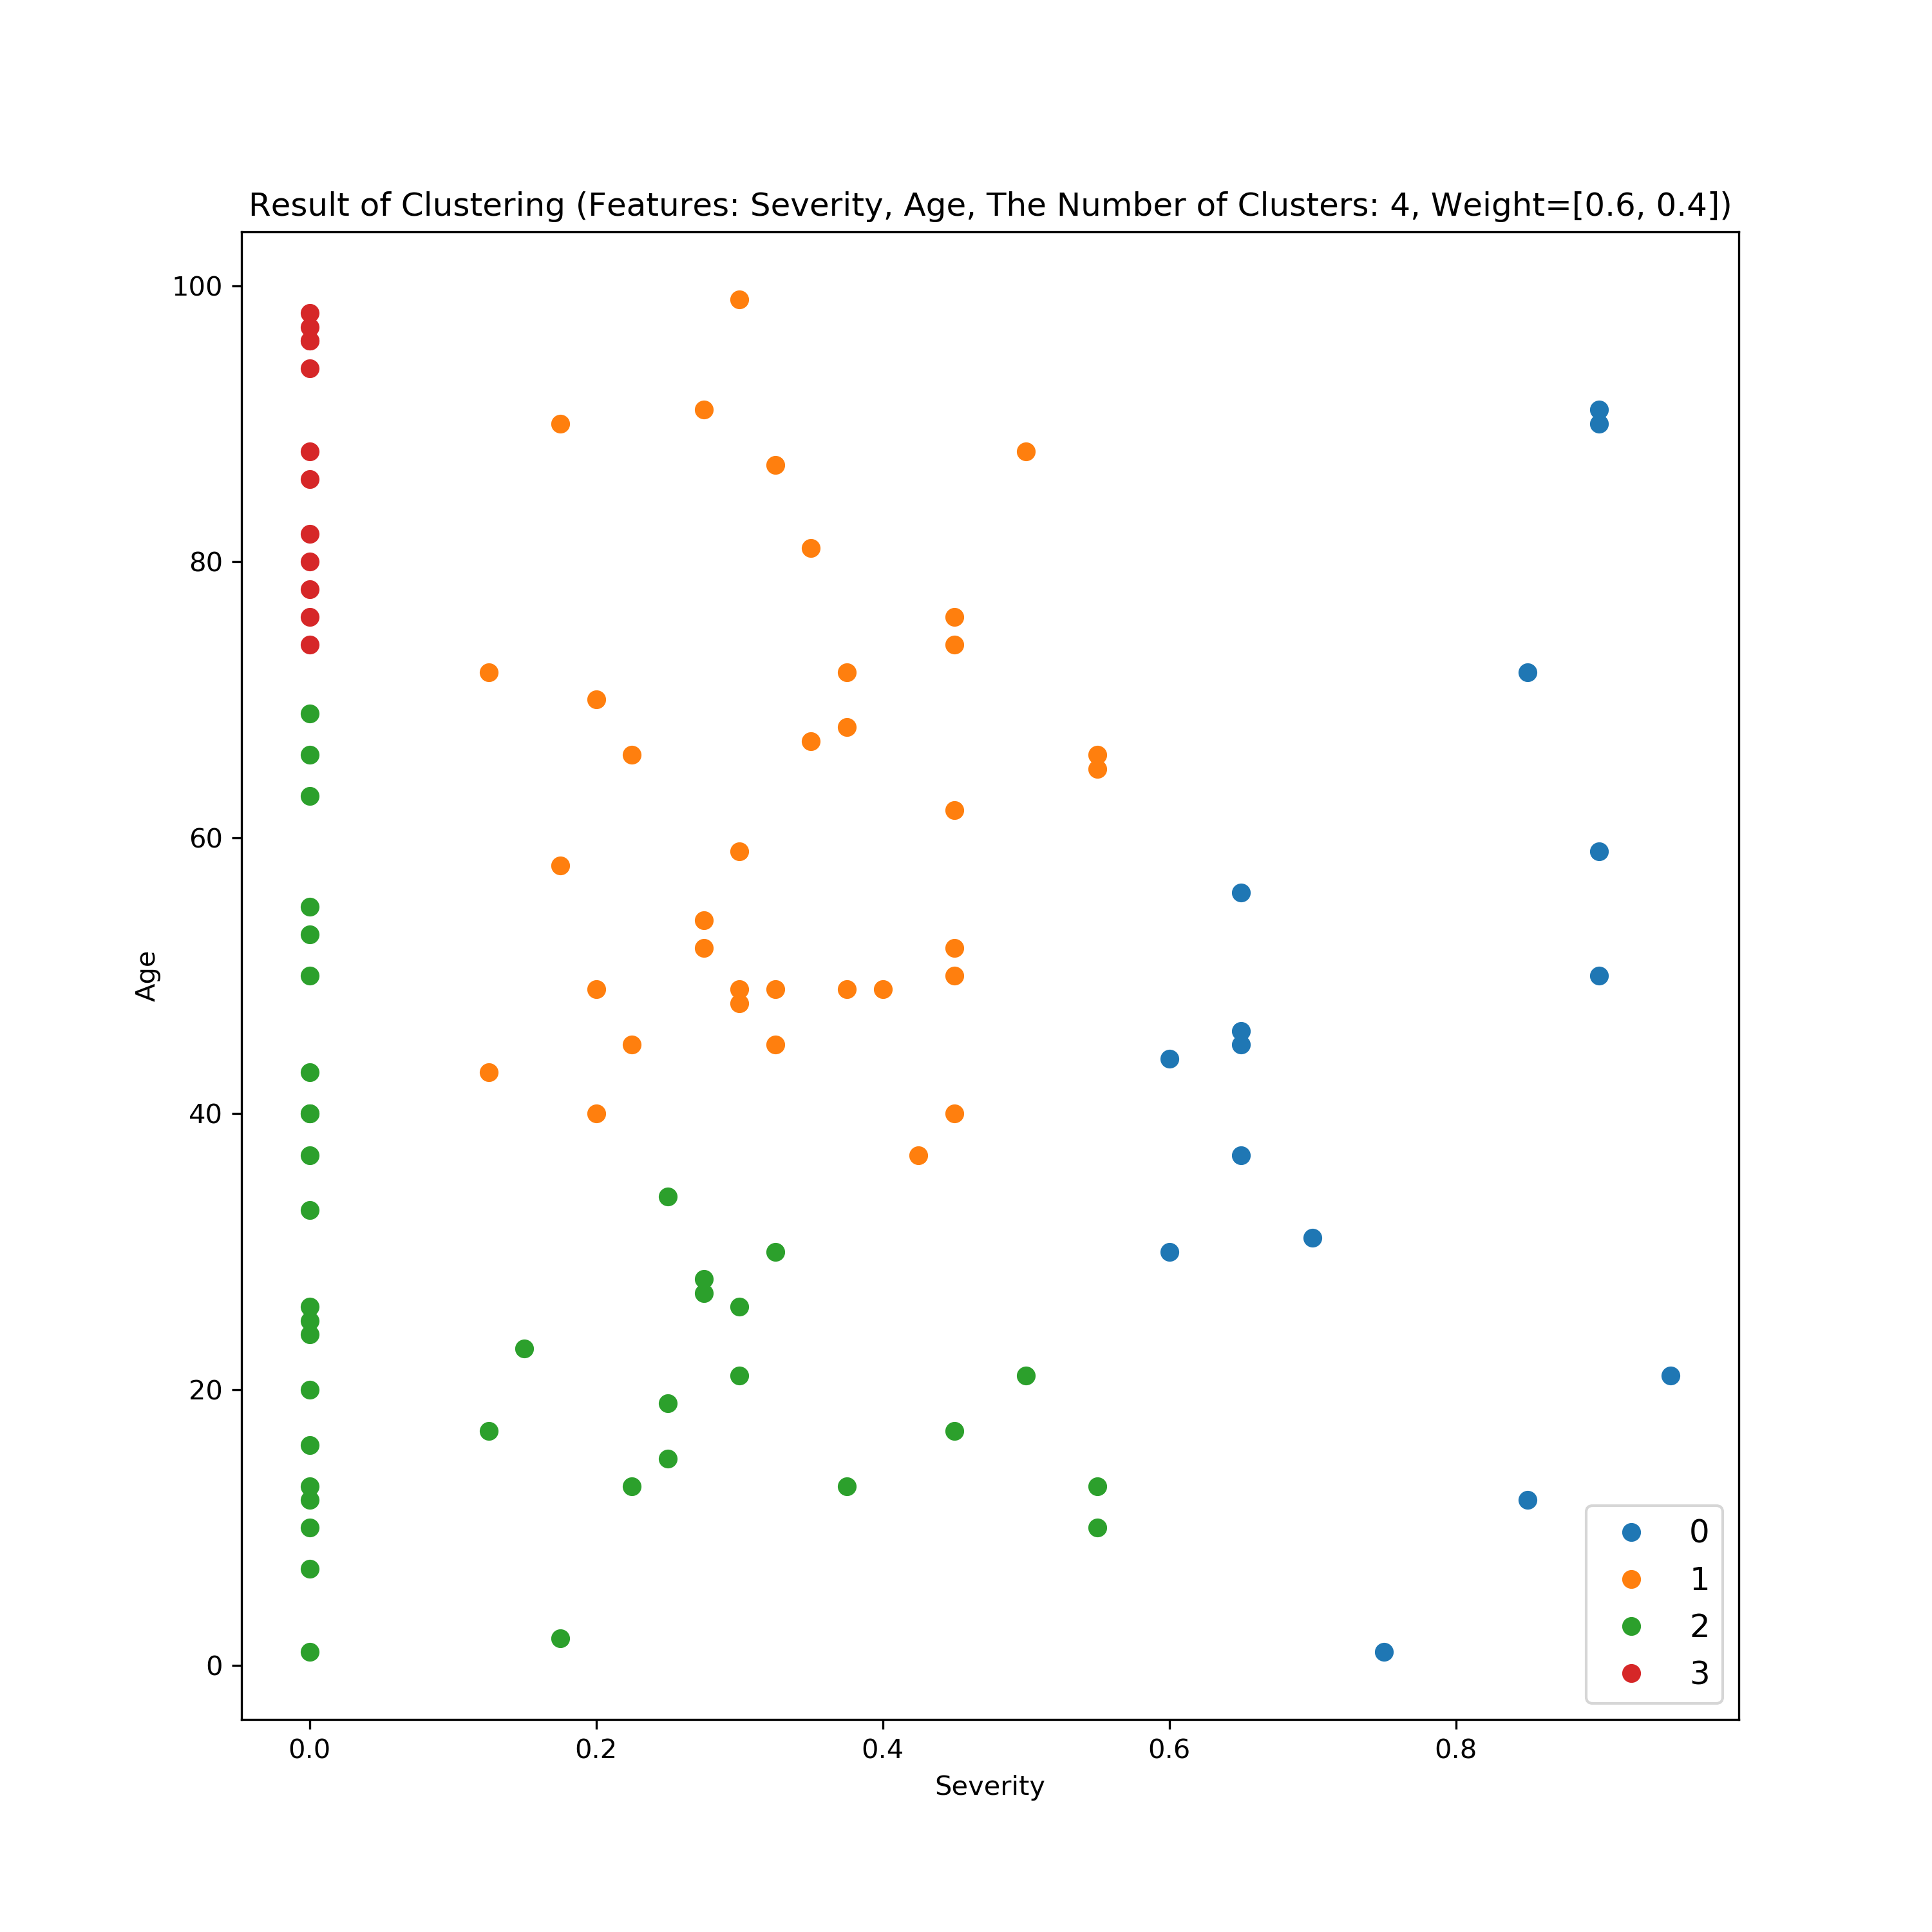 Result of Clustering (Features: Severity, Age, The Number of Clusters: 4, Weight=[0.6, 0.4])
100
80
60
40
20
0
Age
0.0 0.2 0.4 0.6 0.8
Severity
0
1
2
3